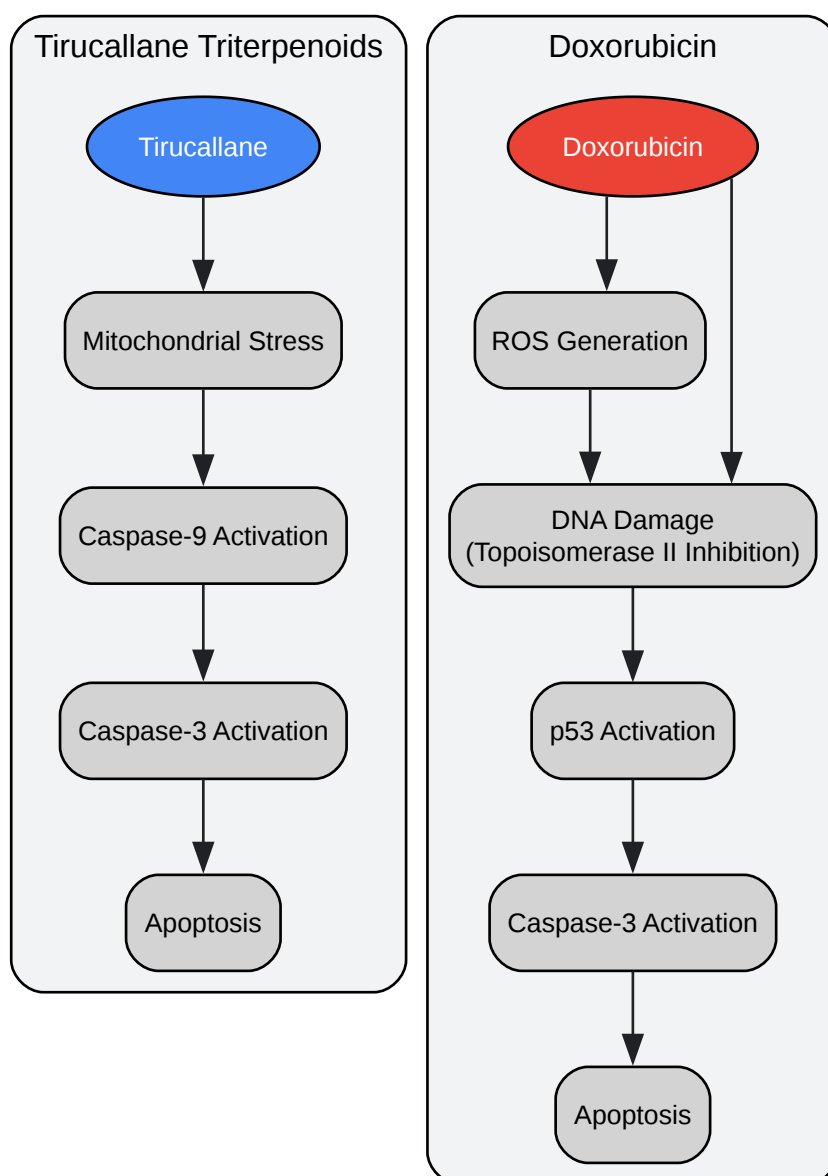 Tirucallane Triterpenoids
Tirucallane
Mitochondrial Stress
Caspase-9 Activation
Caspase-3 Activation
Apoptosis
Doxorubicin
Doxorubicin
ROS Generation
DNA Damage
(Topoisomerase II Inhibition)
p53 Activation
Caspase-3 Activation
Apoptosis